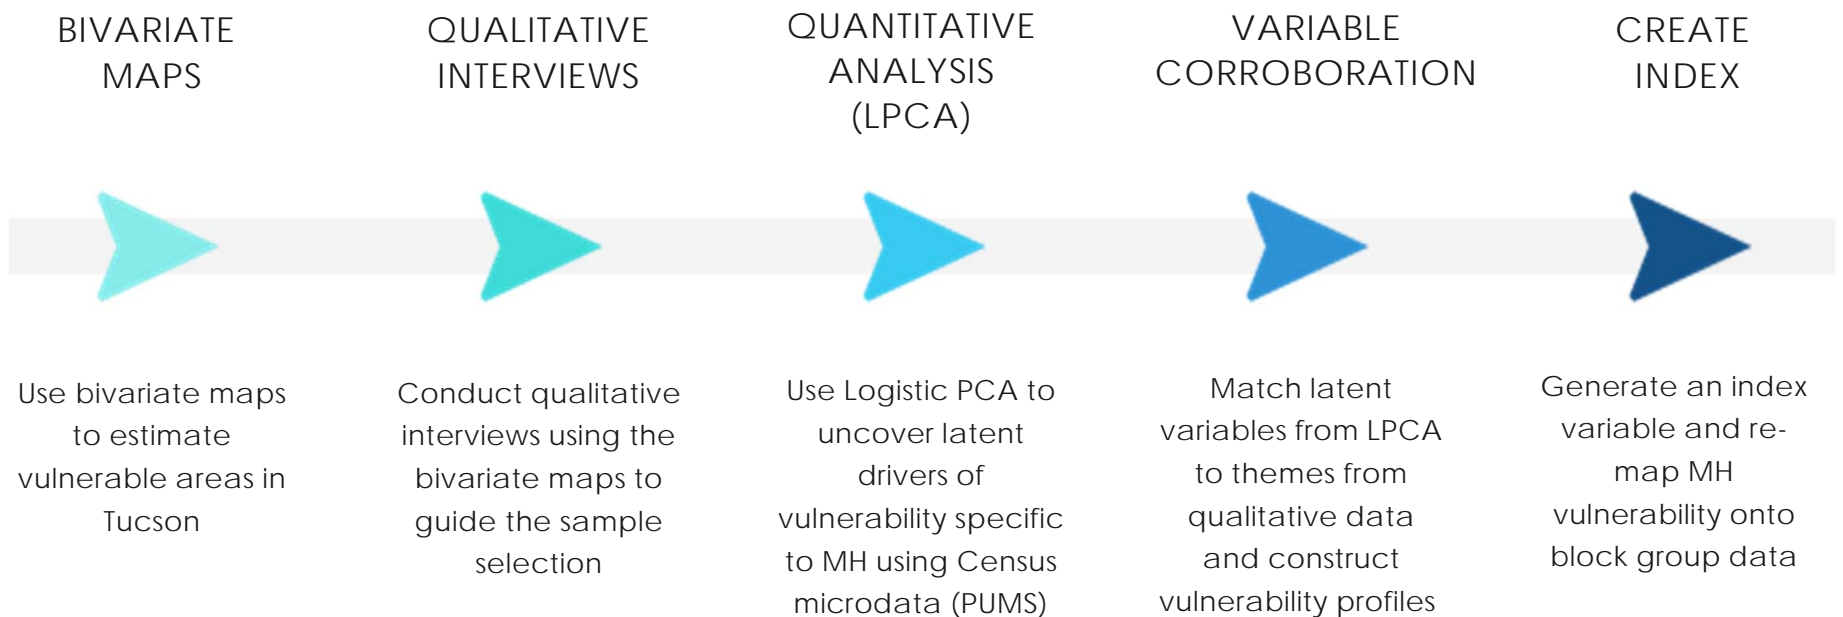 BIVARIATE
MAPS
QUALITATIVE
INTERVIEWS
QUANTITATIVE
ANALYSIS
(LPCA)
VARIABLE
CORROBORATION
CREATE
INDEX
Use bivariate maps
to estimate
vulnerable areas in
Tucson
Conduct qualitative
interviews using the
bivariate maps to
guide the sample
selection
Use Logistic PCA to
uncover latent
drivers of
vulnerability specific
to MH using Census
microdata (PUMS)
Match latent
variables from LPCA
to themes from
qualitative data
and construct
vulnerability profiles
Generate an index
variable and re-
map MH
vulnerability onto
block group data